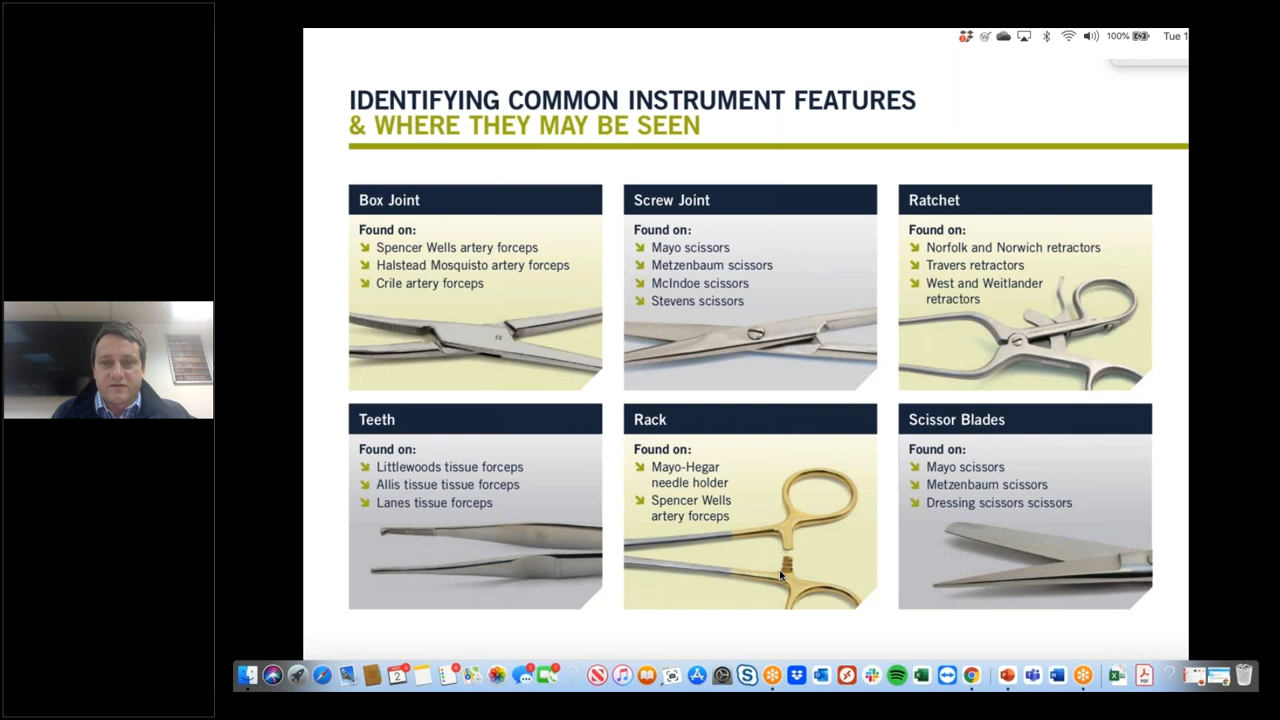 100%
Tue 1
IDENTIFYING COMMON INSTRUMENT FEATURES
& WHERE THEY MAY BE SEEN
Box Joint
Found on:
Spencer Wells artery forceps
Halstead Mosquisto artery forceps
Crile artery forceps
Screw Joint
Found on:
Mayo scissors
Metzenbaum scissors
McIndoe scissors
Stevens scissors
Ratchet
Found on:
Norfolk and Norwich retractors
Travers retractors
West and Weitlander
retractors
Teeth
Found on:
Littlewoods tissue forceps
Allis tissue tissue forceps
Lanes tissue forceps
Rack
Found on:
Mayo-Hegar
needle holder
Spencer Wells
artery forceps
Scissor Blades
Found on:
Mayo scissors
Metzenbaum scissors
Dressing scissors scissors